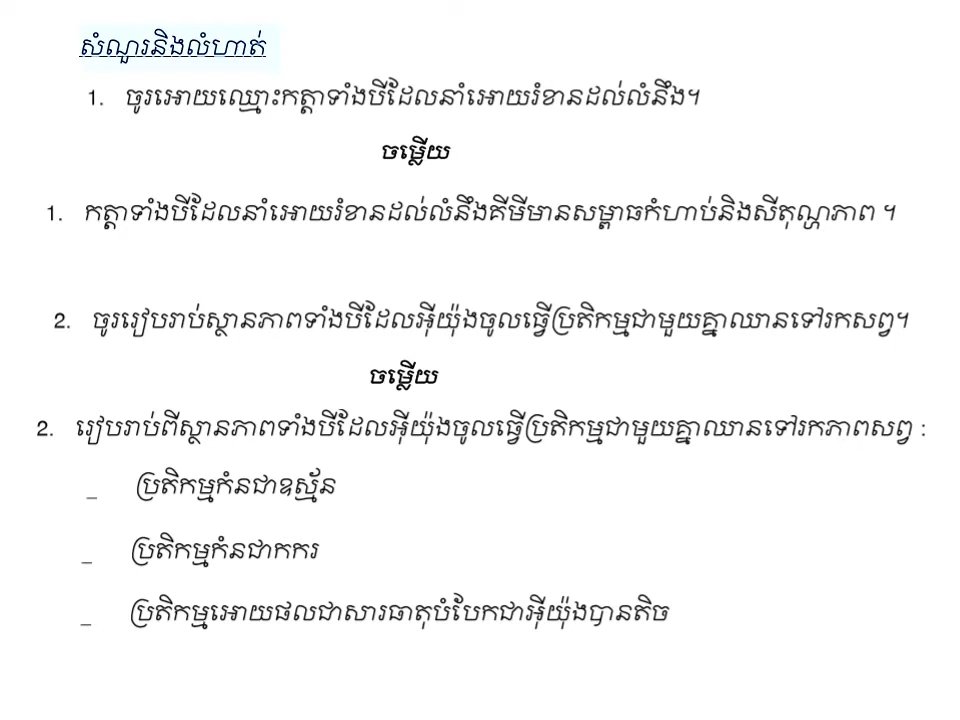 សំណួរនិងលំហាត់
1. ចូរអោយឈ្មោះកត្តាទាំងបីដែលនាំអោយរំខានដល់លំនឹង។
ចម្លើយ
1. កត្តាទាំងបីដែលនាំអោយរំខានដល់លំនឹងគីមីមានសម្ពាធកំហាប់និងសីតុណ្ហភាព ។
2. ចូររៀបរាប់ស្ថានភាពទាំងបីដែលអ៊ីយ៉ុងចូលធ្វើប្រតិកម្មជាមួយគ្នាឈានទៅរកសព្វ។
ចម្លើយ
2. រៀបរាប់ពីស្ថានភាពទាំងបីដែលអ៊ីយ៉ុងចូលធ្វើប្រតិកម្មជាមួយគ្នាឈានទៅរកភាពសព្វ :
_ ប្រតិកម្មកំនជាឧស្ម័ន
_ ប្រតិកម្មកំនជាកករ
_ ប្រតិកម្មអោយផលជាសារធាតុបំបែកជាអ៊ីយ៉ុងបានតិច